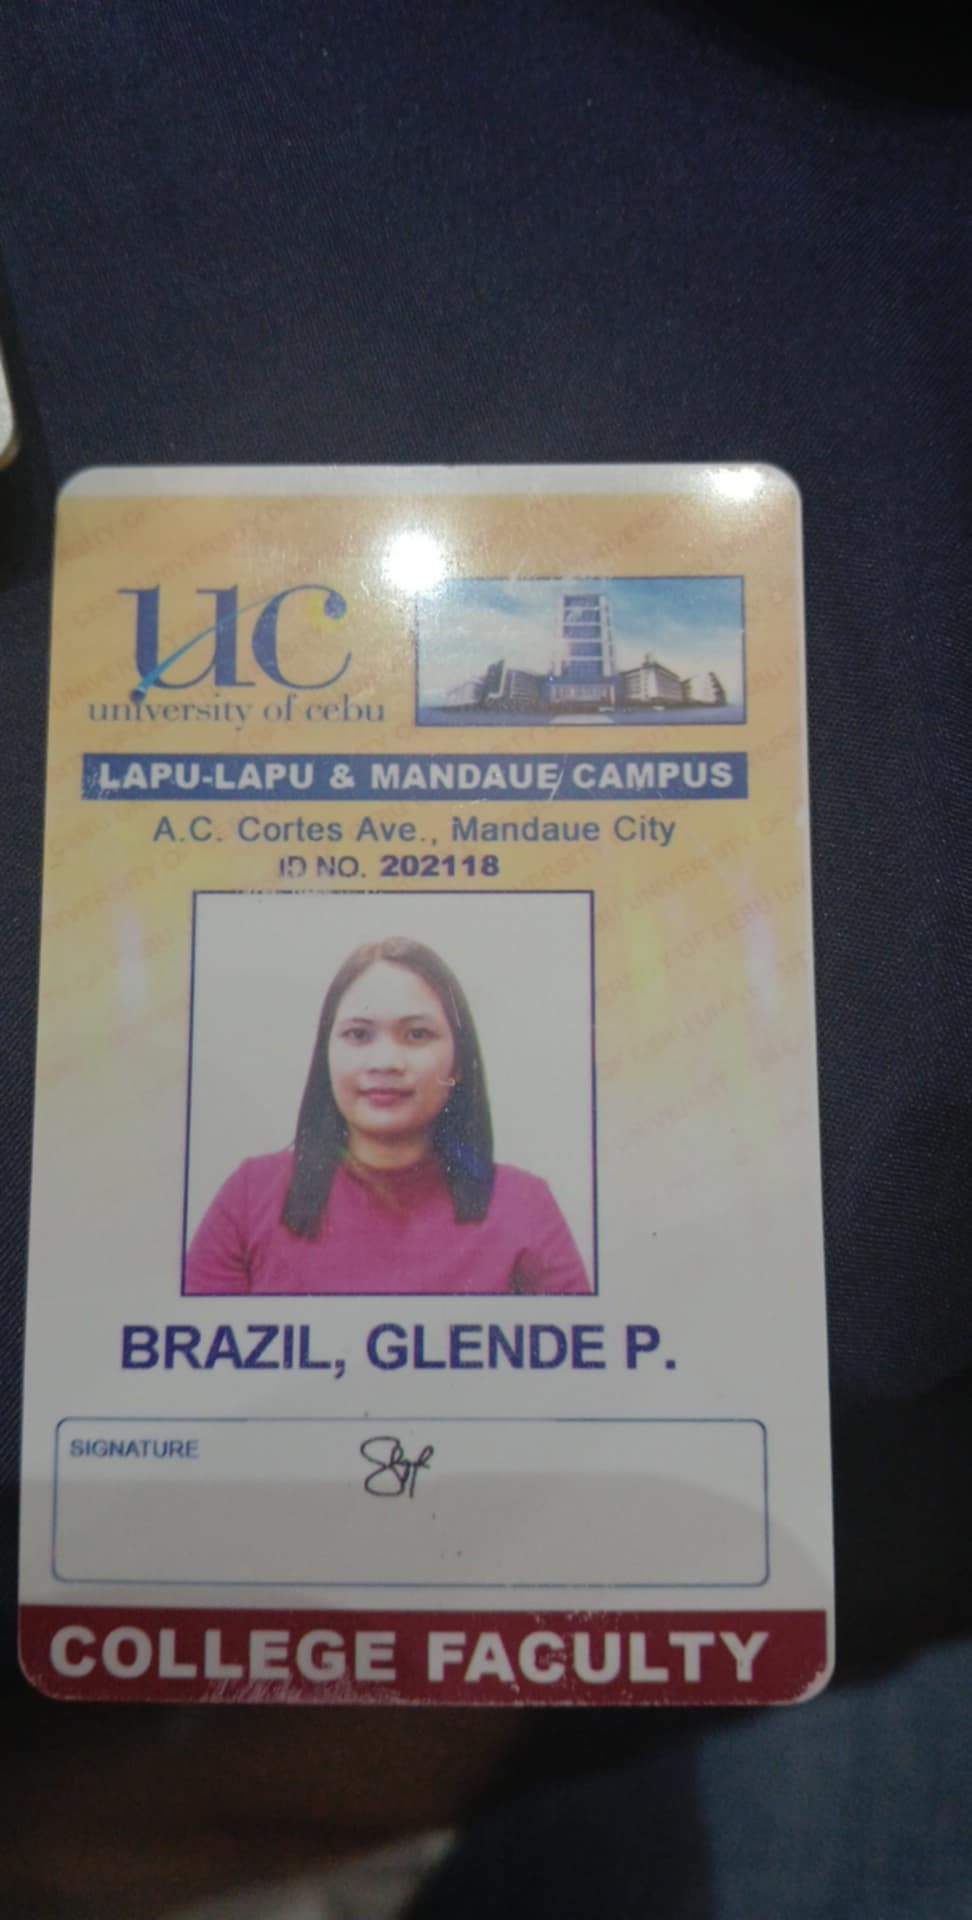 uc
university of cebu
LAPU-LAPU & MANDAUE CAMPUS
A.C. Cortes Ave., Mandaue City
ID NO. 202118
BRAZIL, GLENDE P.
SIGNATURE
COLLEGE FACULTY